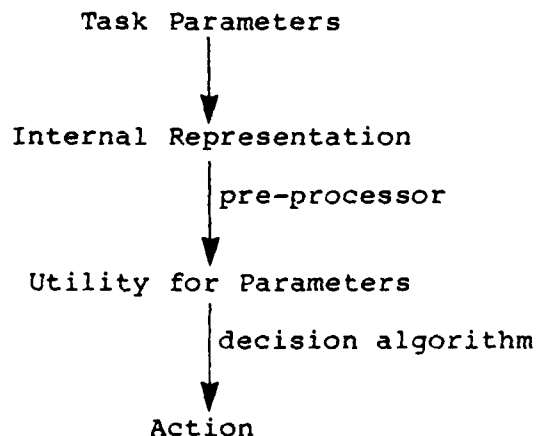 Task Parameters
Internal Representation
pre-processor
Utility for Parameters
decision algorithm
Action